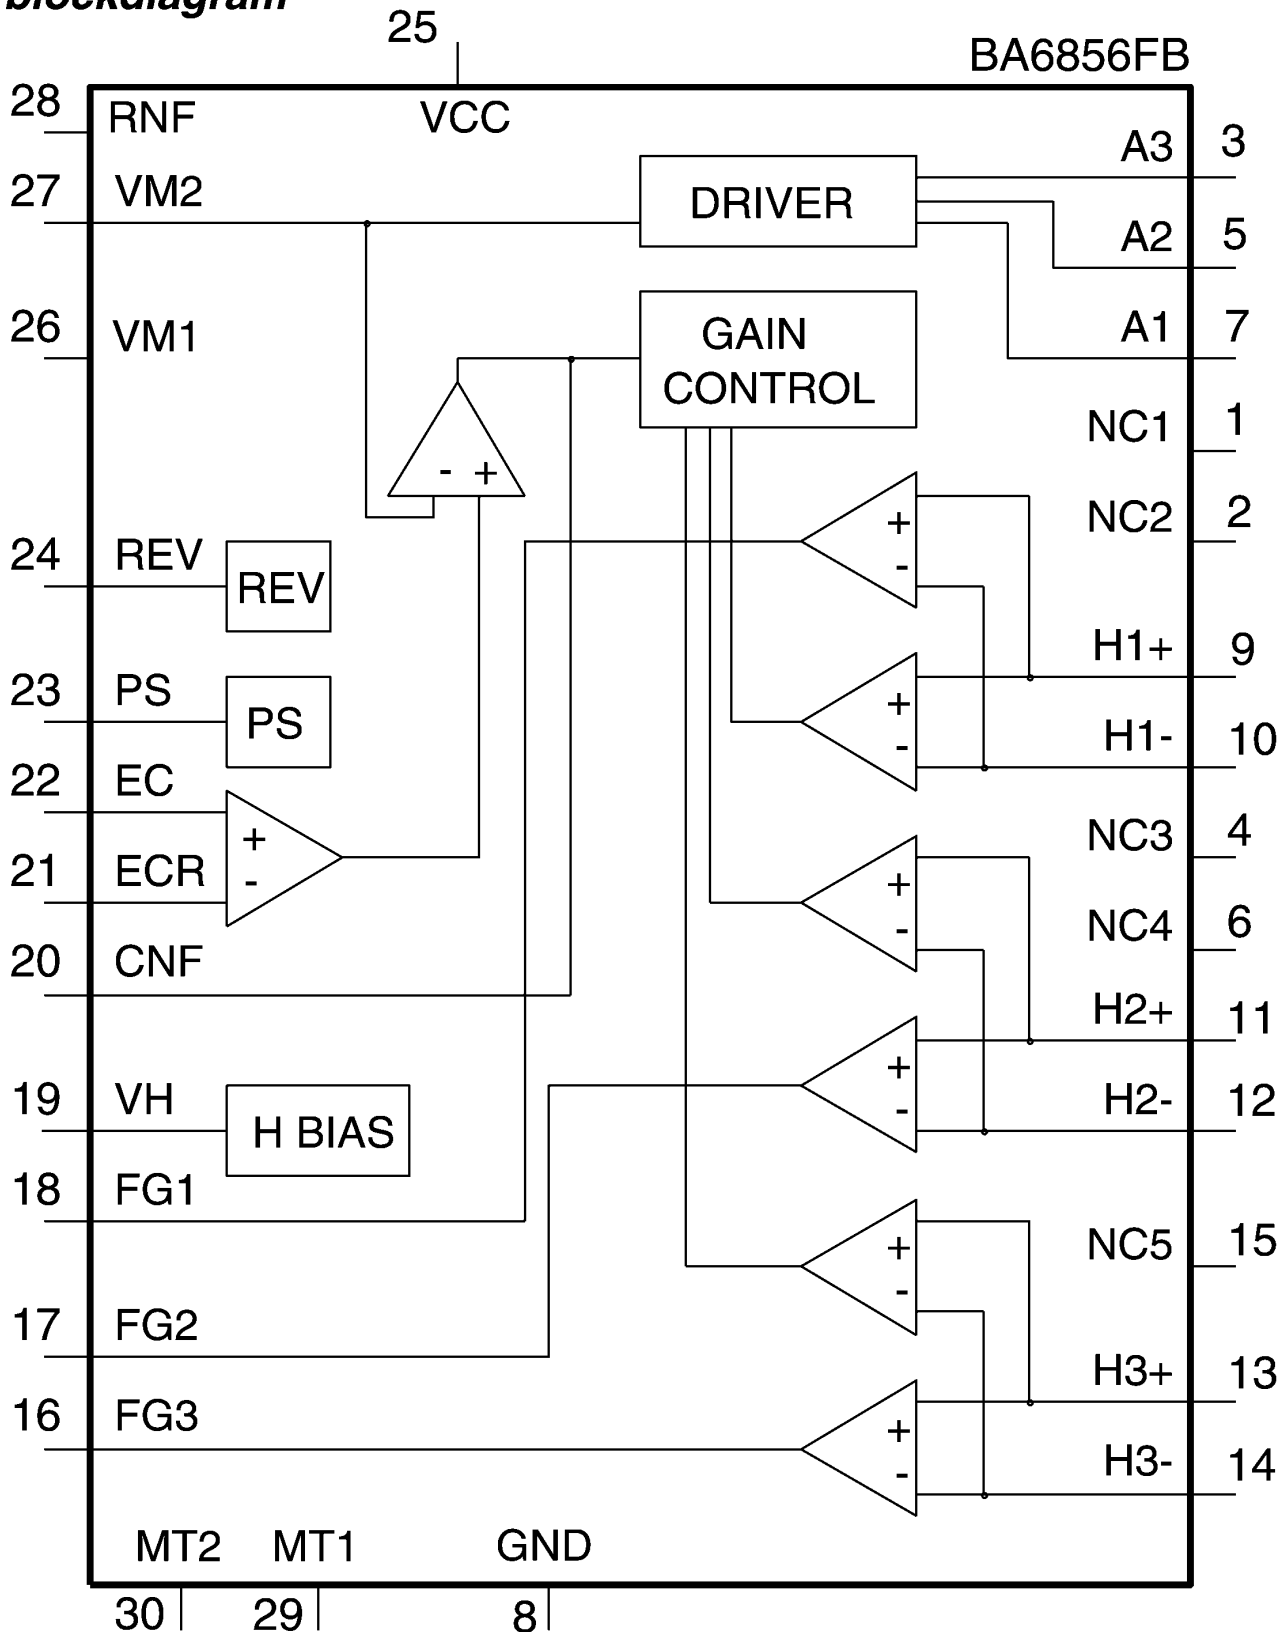 blockdiagram
25
BA6856FB
28 RNF VCC
A3 3
27 VM2 DRIVER
A2 5
26 VM1 GAIN A1 7
CONTROL
NC1 1
- +
24 REV REV
+ - NC2 2
H1+ 9
23 PS PS
+ - H1- 10
22 EC
+ -
21 ECR
NC3 4
+ -
NC4 6
20 CNF
H2+ 11
19 VH H BIAS
+ - H2- 12
18 FG1
+ - NC5 15
17 FG2
H3+ 13
16 FG3
+ - H3- 14
MT2 MT1 GND
30 29 8